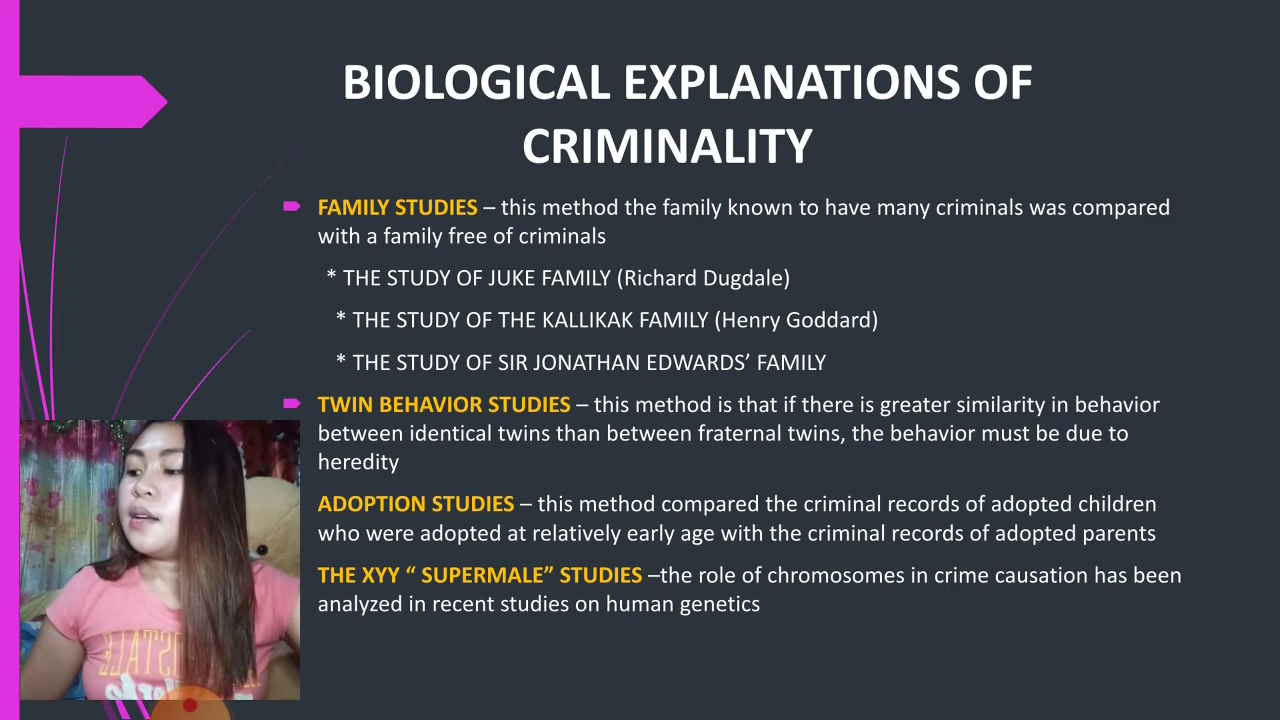 BIOLOGICAL EXPLANATIONS OF
CRIMINALITY
FAMILY STUDIES – this method the family known to have many criminals was compared
with a family free of criminals
* THE STUDY OF JUKE FAMILY (Richard Dugdale)
* THE STUDY OF THE KALLIKAK FAMILY (Henry Goddard)
* THE STUDY OF SIR JONATHAN EDWARDS’ FAMILY
TWIN BEHAVIOR STUDIES – this method is that if there is greater similarity in behavior
between identical twins than between fraternal twins, the behavior must be due to
heredity
ADOPTION STUDIES – this method compared the criminal records of adopted children
who were adopted at relatively early age with the criminal records of adopted parents
THE XYY “ SUPERMALE” STUDIES –the role of chromosomes in crime causation has been
analyzed in recent studies on human genetics